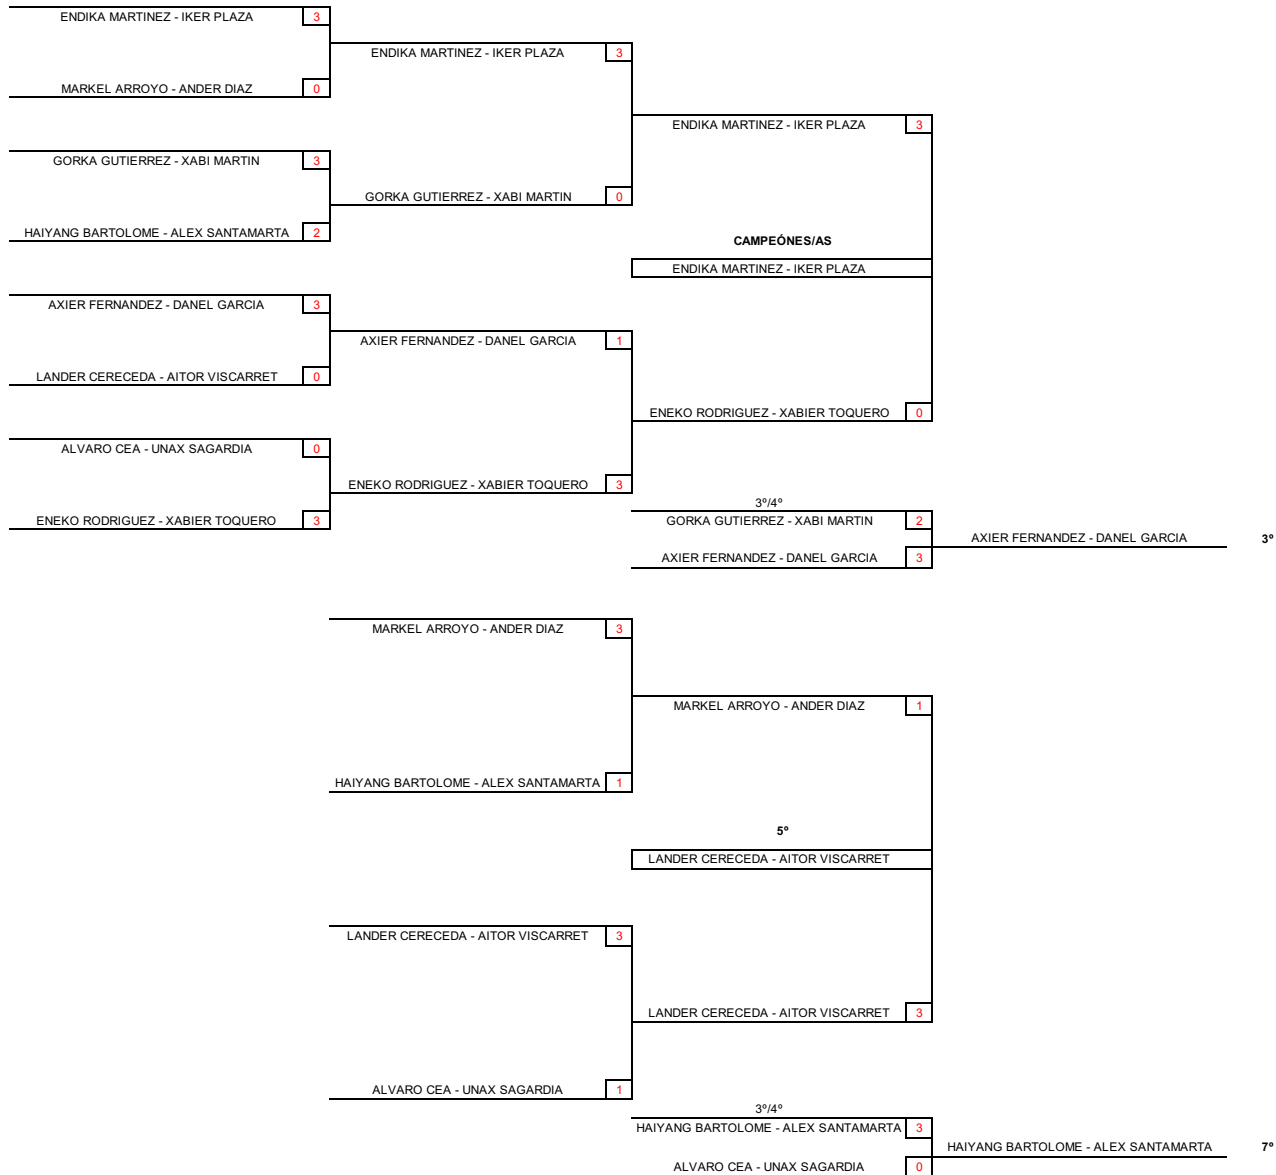 ENDIKA MARTINEZ - IKER PLAZA 3
ENDIKA MARTINEZ - IKER PLAZA 3
MARKEL ARROYO - ANDER DIAZ 0
ENDIKA MARTINEZ - IKER PLAZA 3
GORKA GUTIERREZ - XABI MARTIN 3
GORKA GUTIERREZ - XABI MARTIN 0
HAIYANG BARTOLOME - ALEX SANTAMARTA 2
CAMPEÓNES/AS
ENDIKA MARTINEZ - IKER PLAZA
AXIER FERNANDEZ - DANEL GARCIA 3
AXIER FERNANDEZ - DANEL GARCIA 1
LANDER CERECEDA - AITOR VISCARRET 0
ENEKO RODRIGUEZ - XABIER TOQUERO 0
ALVARO CEA - UNAX SAGARDIA 0
ENEKO RODRIGUEZ - XABIER TOQUERO 3
3º/4º
ENEKO RODRIGUEZ - XABIER TOQUERO 3
GORKA GUTIERREZ - XABI MARTIN 2
AXIER FERNANDEZ - DANEL GARCIA 3º
AXIER FERNANDEZ - DANEL GARCIA 3
MARKEL ARROYO - ANDER DIAZ 3
MARKEL ARROYO - ANDER DIAZ 1
HAIYANG BARTOLOME - ALEX SANTAMARTA 1
5º
LANDER CERECEDA - AITOR VISCARRET
LANDER CERECEDA - AITOR VISCARRET 3
LANDER CERECEDA - AITOR VISCARRET 3
ALVARO CEA - UNAX SAGARDIA 1
3º/4º
HAIYANG BARTOLOME - ALEX SANTAMARTA 3
HAIYANG BARTOLOME - ALEX SANTAMARTA 7º
ALVARO CEA - UNAX SAGARDIA 0